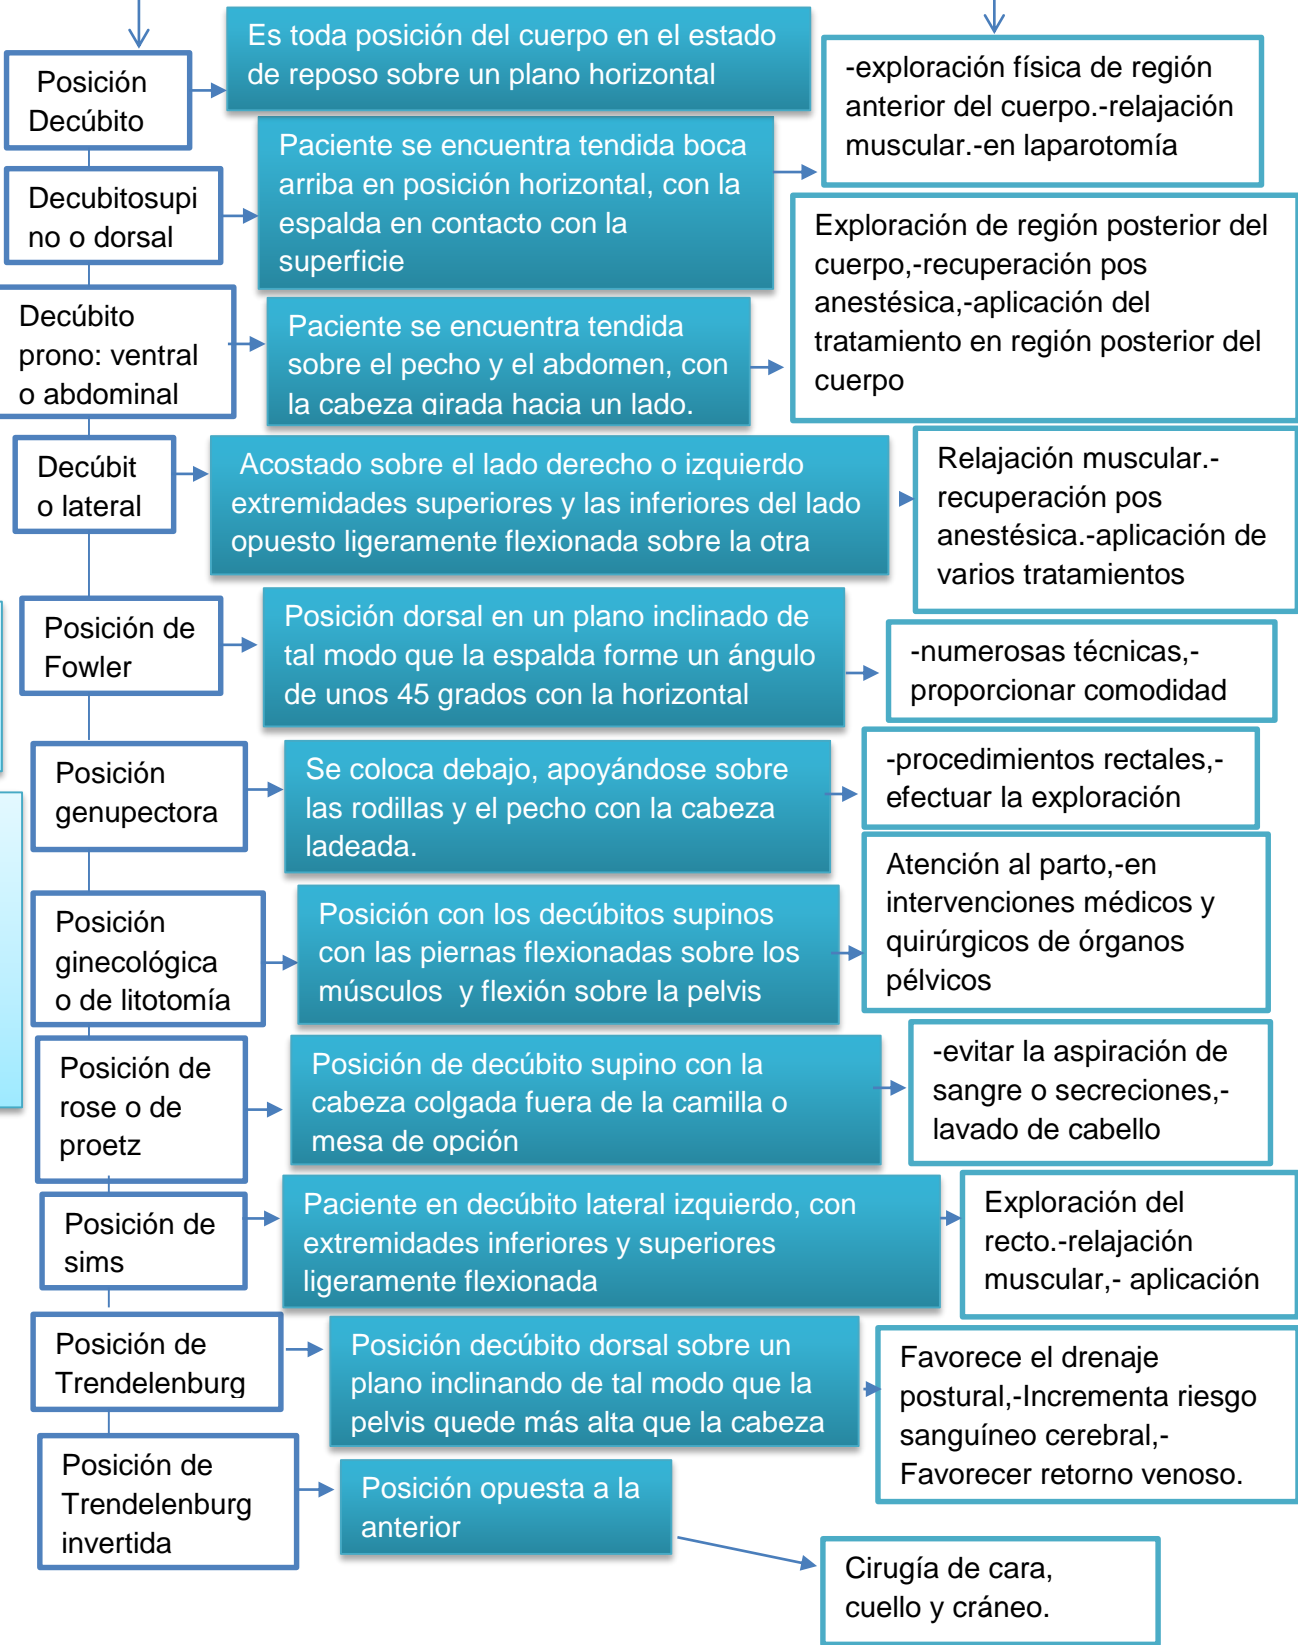 Posición
Decúbito
Es toda posición del cuerpo en el estado
de reposo sobre un plano horizontal
-exploración física de región
anterior del cuerpo.-relajación
muscular.-en laparotomía
Decubitosupi
no o dorsal
Paciente se encuentra tendida boca
arriba en posición horizontal, con la
espalda en contacto con la
superficie
Decúbito
prono: ventral
o abdominal
Paciente se encuentra tendida
sobre el pecho y el abdomen, con
la cabeza girada hacia un lado.
Exploración de región posterior del
cuerpo,-recuperación pos
anestésica,-aplicación del
tratamiento en región posterior del
cuerpo
Decúbit
o lateral
Acostado sobre el lado derecho o izquierdo
extremidades superiores y las inferiores del lado
opuesto ligeramente flexionada sobre la otra
Relajación muscular.-
recuperación pos
anestésica.-aplicación de
varios tratamientos
Posición de
Fowler
Posición dorsal en un plano inclinado de
tal modo que la espalda forme un ángulo
de unos 45 grados con la horizontal
-numerosas técnicas,-
proporcionar comodidad
Posición
genupectora
Se coloca debajo, apoyándose sobre
las rodillas y el pecho con la cabeza
ladeada.
-procedimientos rectales,-
efectuar la exploración
Posición
ginecológica
o de litotomía
Posición con los decúbitos supinos
con las piernas flexionadas sobre los
músculos  y flexión sobre la pelvis
Atención al parto,-en
intervenciones médicos y
quirúrgicos de órganos
pélvicos
Posición de
rose o de
proetz
Posición de decúbito supino con la
cabeza colgada fuera de la camilla o
mesa de opción
-evitar la aspiración de
sangre o secreciones,-
lavado de cabello
Posición de
sims
Paciente en decúbito lateral izquierdo, con
extremidades inferiores y superiores
ligeramente flexionada
Exploración del
recto.-relajación
muscular,- aplicación
Posición de
Trendelenburg
Posición decúbito dorsal sobre un
plano inclinando de tal modo que la
pelvis quede más alta que la cabeza
Favorece el drenaje
postural,-Incrementa riesgo
sanguíneo cerebral,-
Favorecer retorno venoso.
Posición de
Trendelenburg
invertida
Posición opuesta a la
anterior
Cirugía de cara,
cuello y cráneo.